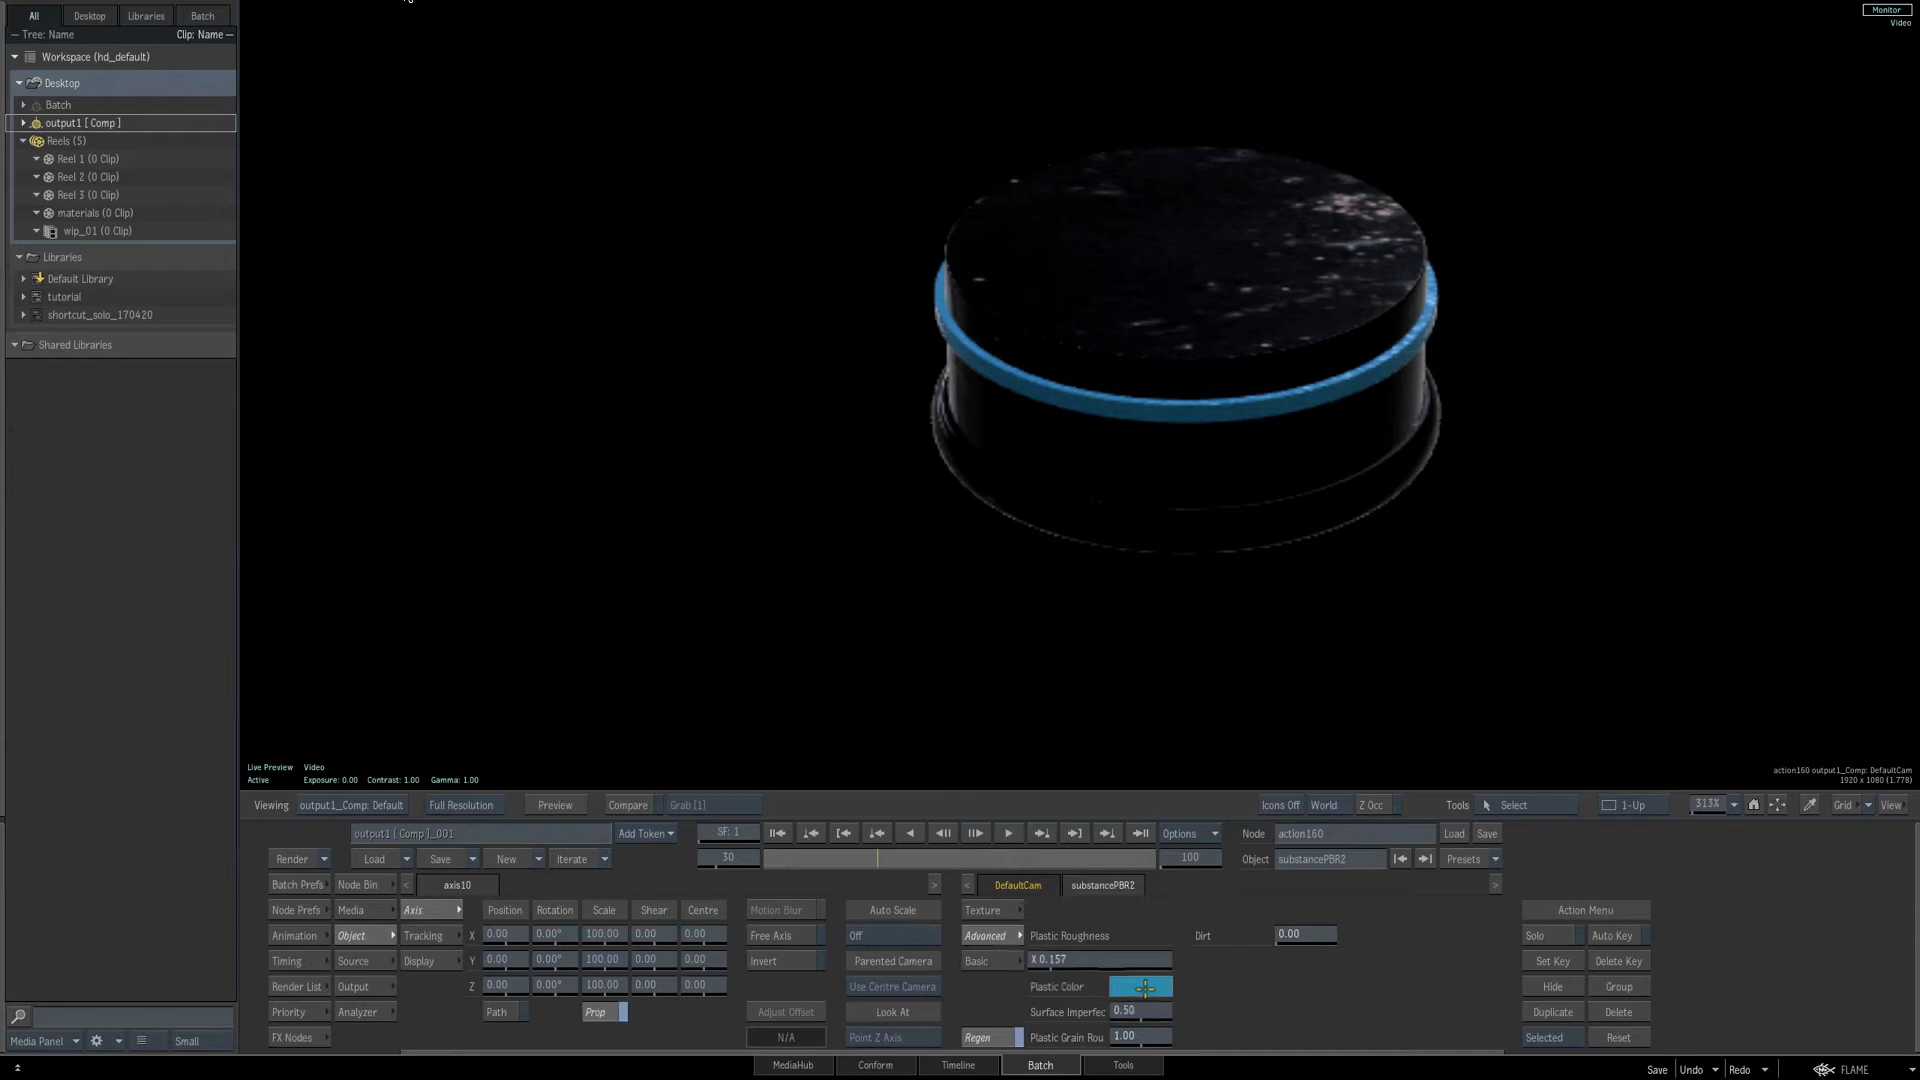 All Desktop Libraries Batch
Tree: Name Clip: Name
Workspace (hd_default)
Desktop
Batch
output1 [ Comp ]
Reels (5)
Reel 1 (0 Clip)
Reel 2 (0 Clip)
Reel 3 (0 Clip)
materials (0 Clip)
wip_01 (0 Clip)
Libraries
Default Library
tutorial
shortcut_solo_170420
Shared Libraries
Media Panel Small
Monitor
Video
Live Preview Video
Active Exposure: 0.00 Contrast: 1.00 Gamma: 1.00
action160 output1_Comp: DefaultCam
1920 x 1080 (1.778)
Viewing output1_Comp: Default Full Resolution Preview Compare Grab [1] Icons Off World Z Occ Tools Select 1-Up 313% Grid View
output1 [ Comp ]_001 Add Token SF: 1 Options Node action160 Load Save
Render Load Save New Iterate 30 100 Object substancePBR2 Presets
Batch Prefs Node Bin < axis10 > < DefaultCam substancePBR2 >
Node Prefs Media Axis Position Rotation Scale Shear Centre Motion Blur Auto Scale Texture Action Menu
Animation Object Tracking X 0.00 0.00° 100.00 0.00 0.00 Free Axis Off Advanced Plastic Roughness Dirt 0.00 Solo Auto Key
Timing Source Display Y 0.00 0.00° 100.00 0.00 0.00 Invert Parented Camera Basic X 0.157 Set Key Delete Key
Render List Output Z 0.00 0.00° 100.00 0.00 0.00 Use Centre Camera Plastic Color Hide Group
Priority Analyzer Path Prop Adjust Offset Look At Surface Imperfec 0.50 Duplicate Delete
FX Nodes N/A Point Z Axis Regen Plastic Grain Rou 1.00 Selected Reset
MediaHub Conform Timeline Batch Tools Save Undo Redo FLAME